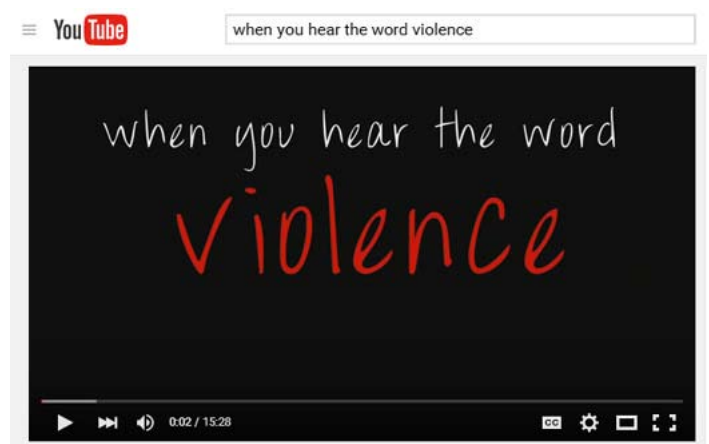 YouTube
when you hear the word violence
when you hear the word
violence
0:02 / 15:28
CC